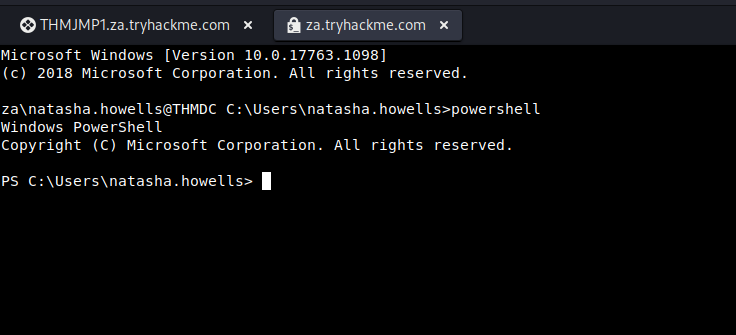 THMJMP1.za.tryhackme.com × za.tryhackme.com ×
Microsoft Windows [Version 10.0.17763.1098]
(c) 2018 Microsoft Corporation. All rights reserved.
za\natasha.howells@THMDC C:\Users\natasha.howells>powershell
Windows PowerShell
Copyright (C) Microsoft Corporation. All rights reserved.
PS C:\Users\natasha.howells>